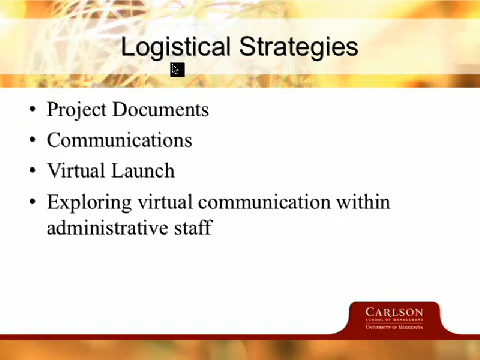 Logistical Strategies
• Project Documents
• Communications
• Virtual Launch
• Exploring virtual communication within
administrative staff
CARLSON
SCHOOL OF MANAGEMENT
UNIVERSITY OF MINNESOTA